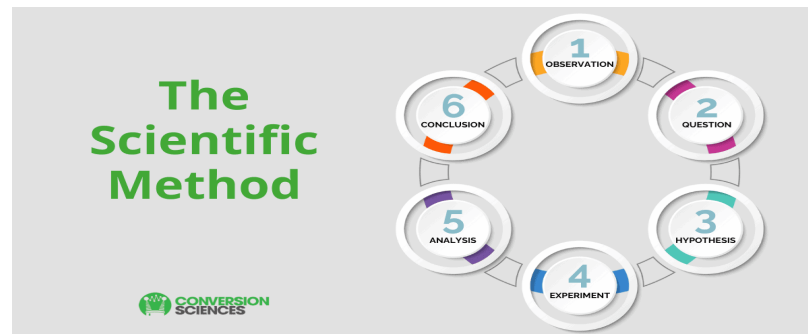 The
Scientific
Method
1
OBSERVATION
2
QUESTION
3
HYPOTHESIS
4
EXPERIMENT
5
ANALYSIS
6
CONCLUSION
CONVERSION
SCIENCES